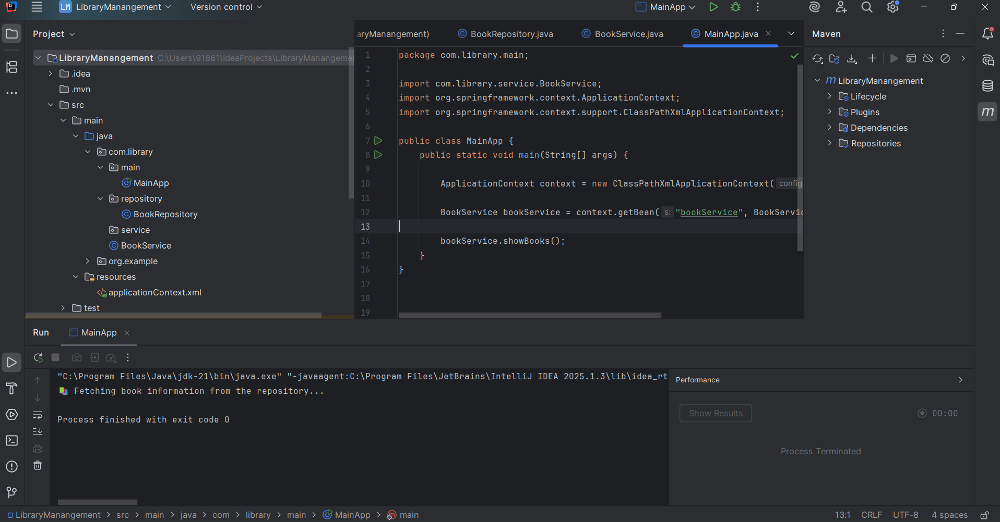 LM LibraryManangement Version control MainApp
Project
LibraryManangement C:\Users\91861\IdeaProjects\LibraryManangeme
.idea
.mvn
src
main
java
com.library
main
MainApp
repository
BookRepository
service
BookService
org.example
resources
applicationContext.xml
test
aryManangement) BookRepository.java BookService.java MainApp.java
1 package com.library.main;
2
3 import com.library.service.BookService;
4 import org.springframework.context.ApplicationContext;
5 import org.springframework.context.support.ClassPathXmlApplicationContext;
6
7 public class MainApp {
8 public static void main(String[] args) {
9
10 ApplicationContext context = new ClassPathXmlApplicationContext( config
11
12 BookService bookService = context.getBean( s: "bookService", BookServic
13
14 bookService.showBooks();
15 }
16 }
17
18
19
Maven
m LibraryManangement
Lifecycle
Plugins
Dependencies
Repositories
m
Run MainApp
"C:\Program Files\Java\jdk-21\bin\java.exe" "-javaagent:C:\Program Files\JetBrains\IntelliJ IDEA 2025.1.3\lib\idea_rt
Fetching book information from the repository...
Process finished with exit code 0
Performance
Show Results 00:00
Process Terminated
LibraryManangement > src > main > java > com > library > main > MainApp > main 13:1 CRLF UTF-8 4 spaces